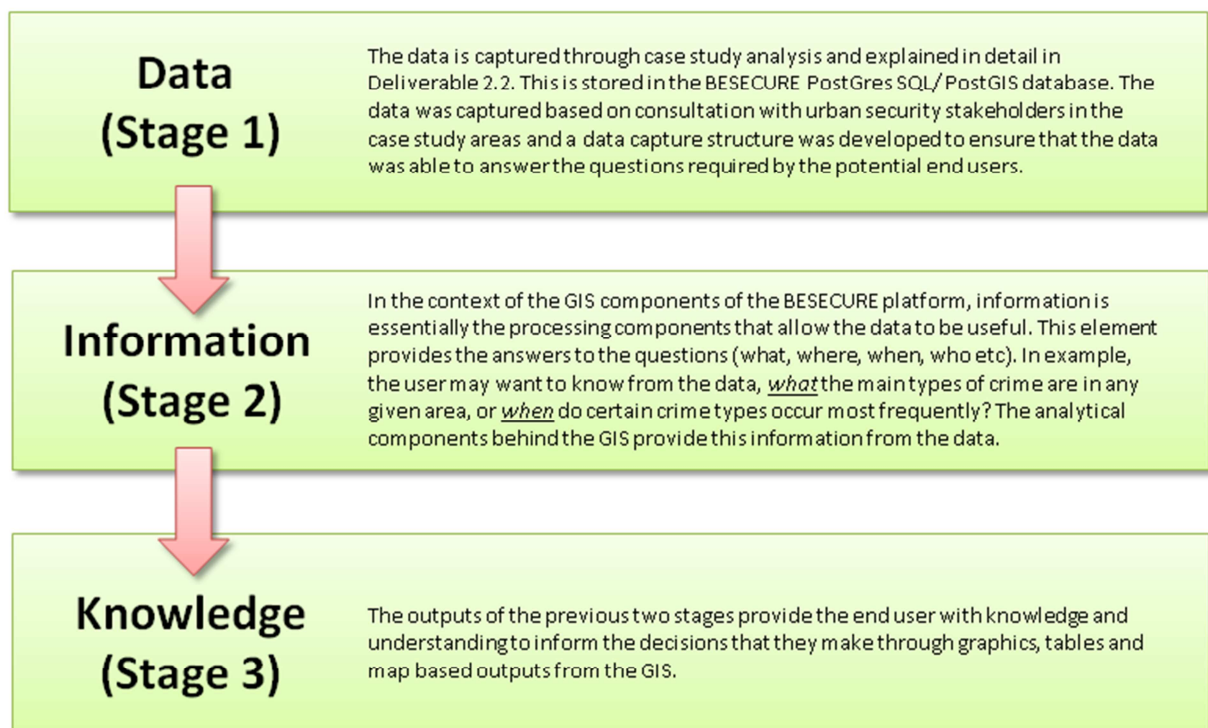 Data
(Stage 1)
The data is captured through case study analysis and explained in detail in
Deliverable 2.2. This is stored in the BESECURE PostGres SQL/ PostGIS database. The
data was captured based on consultation with urban security stakeholders in the
case study areas and a data capture structure was developed to ensure that the data
was able to answer the questions required by the potential end users.
Information
(Stage 2)
In the context of the GIS components of the BESECURE platform, information is
essentially the processing components that allow the data to be useful. This element
provides the answers to the questions (what, where, when, who etc). In example,
the user may want to know from the data, what the main types of crime are in any
given area, or when do certain crime types occur most frequently? The analytical
components behind the GIS provide this information from the data.
Knowledge
(Stage 3)
The outputs of the previous two stages provide the end user with knowledge and
understanding to inform the decisions that they make through graphics, tables and
map based outputs from the GIS.